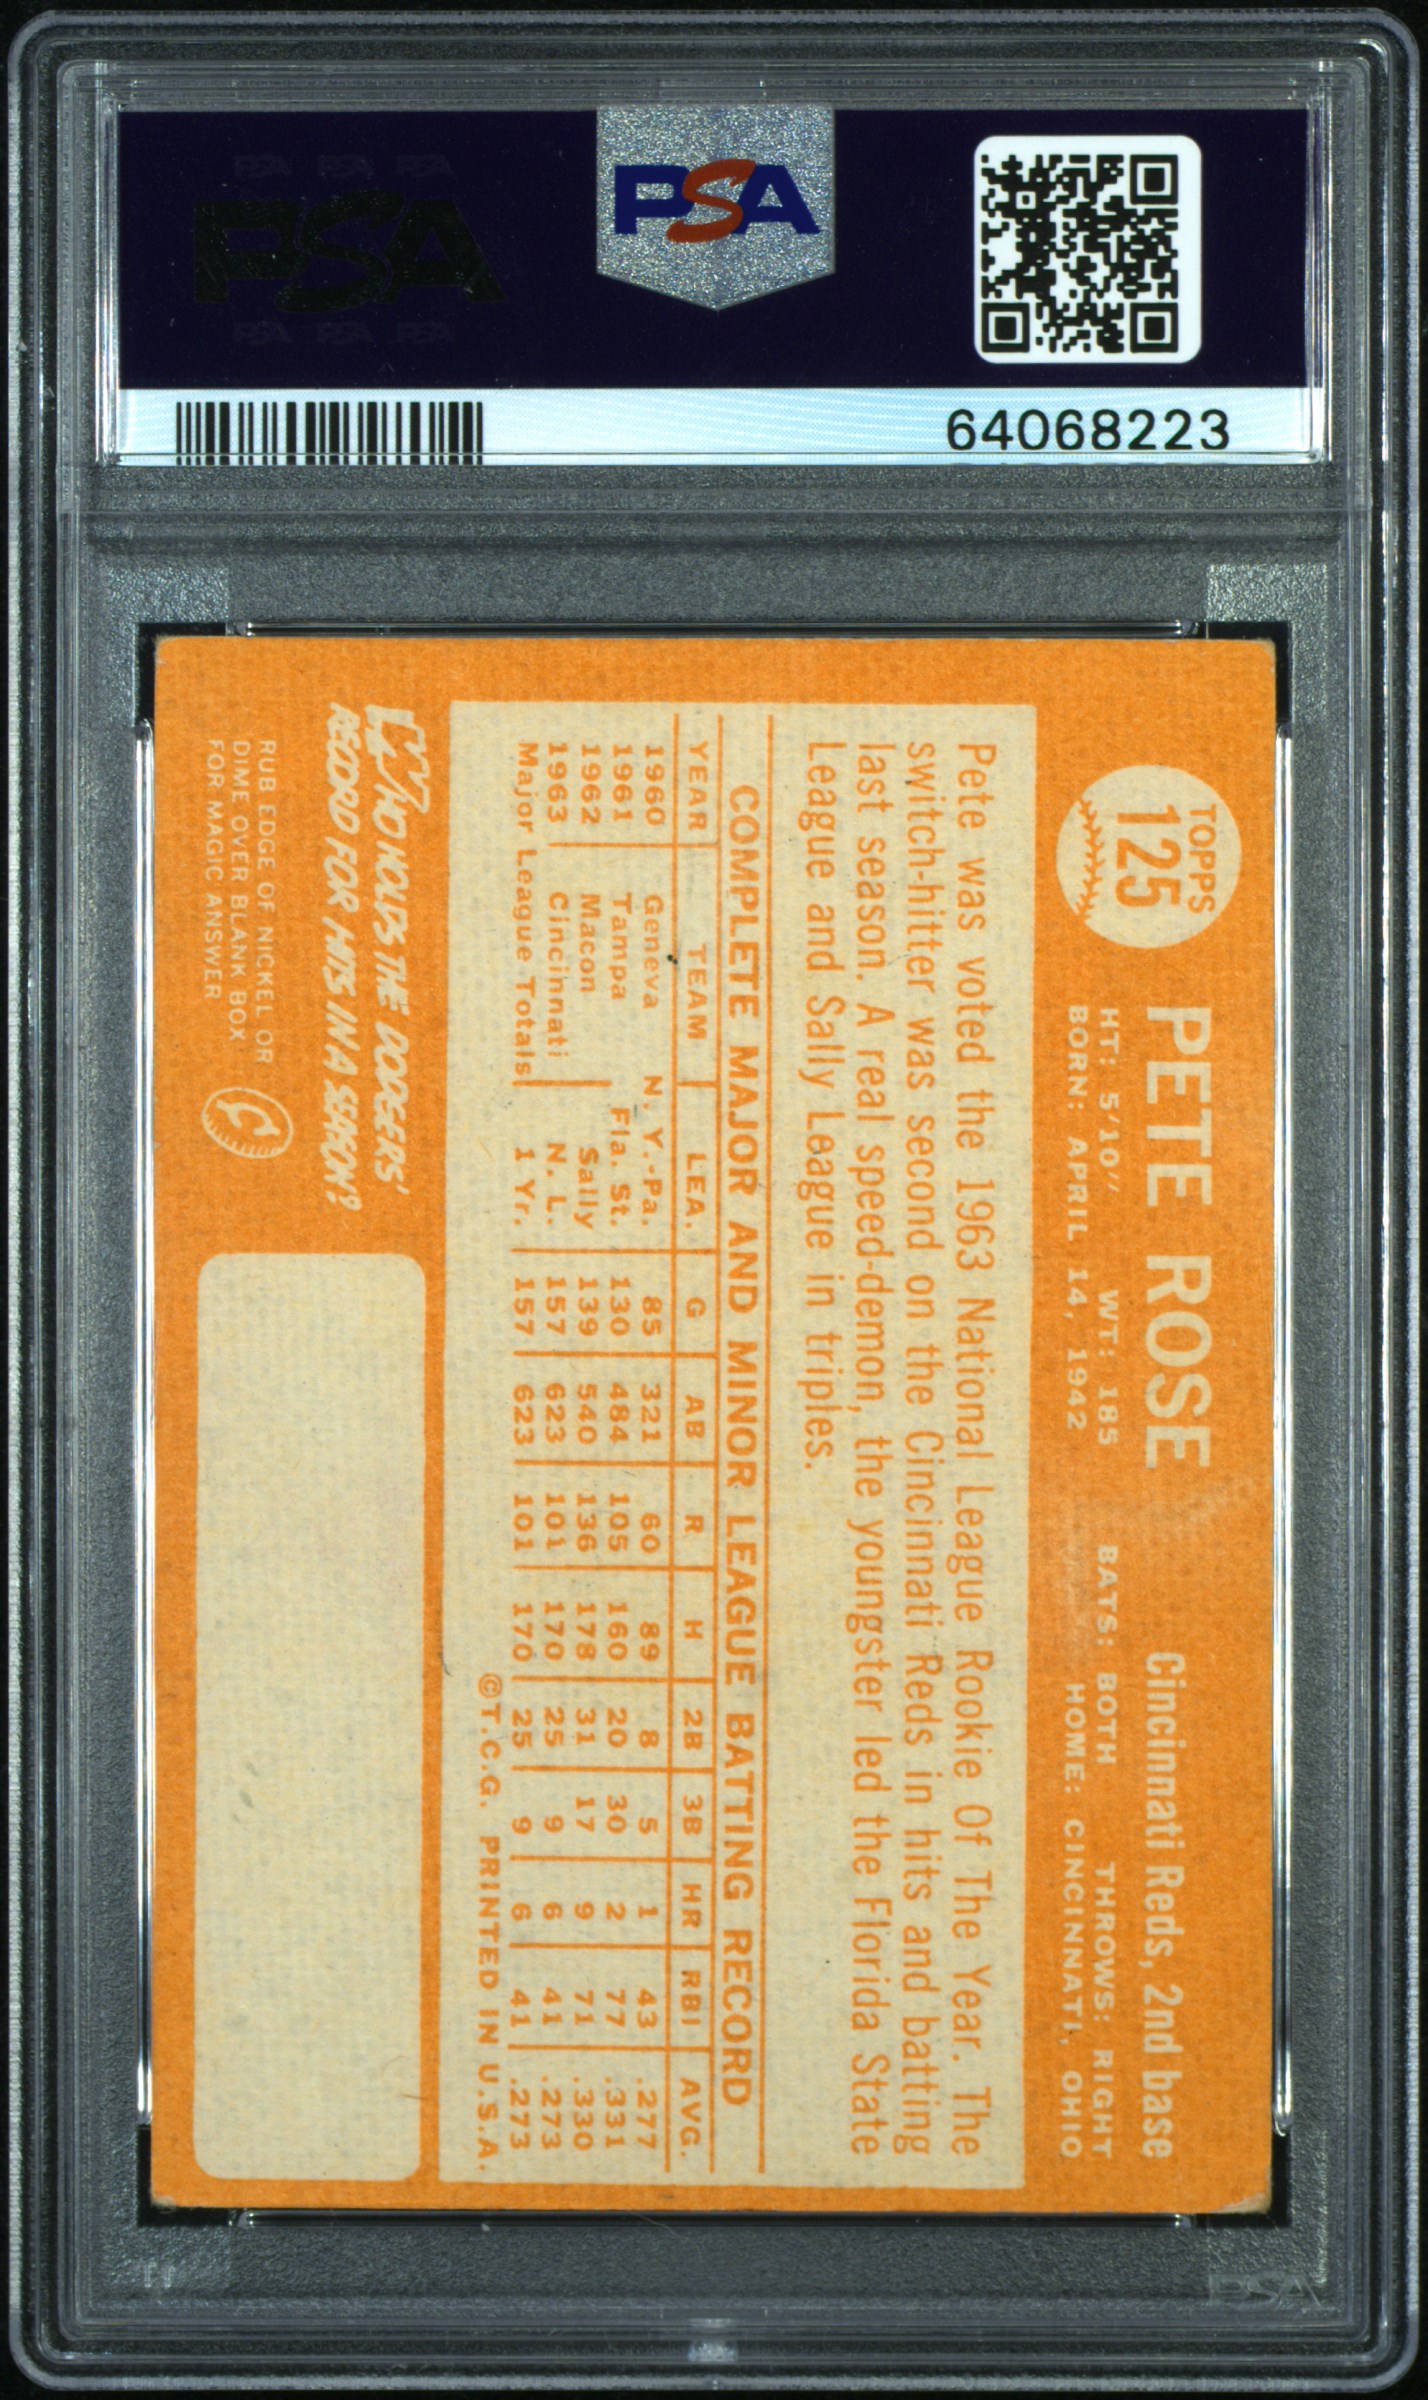 PSA PSA PSA
PSA
PSA PSA PSA
PSA
64068223
TOPPS
125
PETE ROSE
Cincinnati Reds, 2nd base
HT: 5'10" WT: 185 BATS: BOTH THROWS: RIGHT
BORN: APRIL 14, 1942 HOME: CINCINNATI, OHIO
Pete was voted the 1963 National League Rookie Of The Year. The
switch-hitter was second on the Cincinnati Reds in hits and batting
last season. A real speed-demon, the youngster led the Florida State
League and Sally League in triples.
COMPLETE MAJOR AND MINOR LEAGUE BATTING RECORD
YEAR TEAM LEA. G AB R H 2B 3B HR RBI AVG.
1960 Geneva N. Y.-Pa. 85 321 60 89 8 5 1 43 .277
1961 Tampa Fla. St. 130 484 105 160 20 30 2 77 .331
1962 Macon Sally 139 540 136 178 31 17 9 71 .330
1963 Cincinnati N. L. 157 623 101 170 25 9 6 41 .273
Major League Totals 1 Yr. 157 623 101 170 25 9 6 41 .273
©T.C.G. PRINTED IN U.S.A.
WHO HOLDS THE DODGERS'
RECORD FOR HITS IN A SEASON?
RUB EDGE OF NICKEL OR
DIME OVER BLANK BOX
FOR MAGIC ANSWER
C
PSA